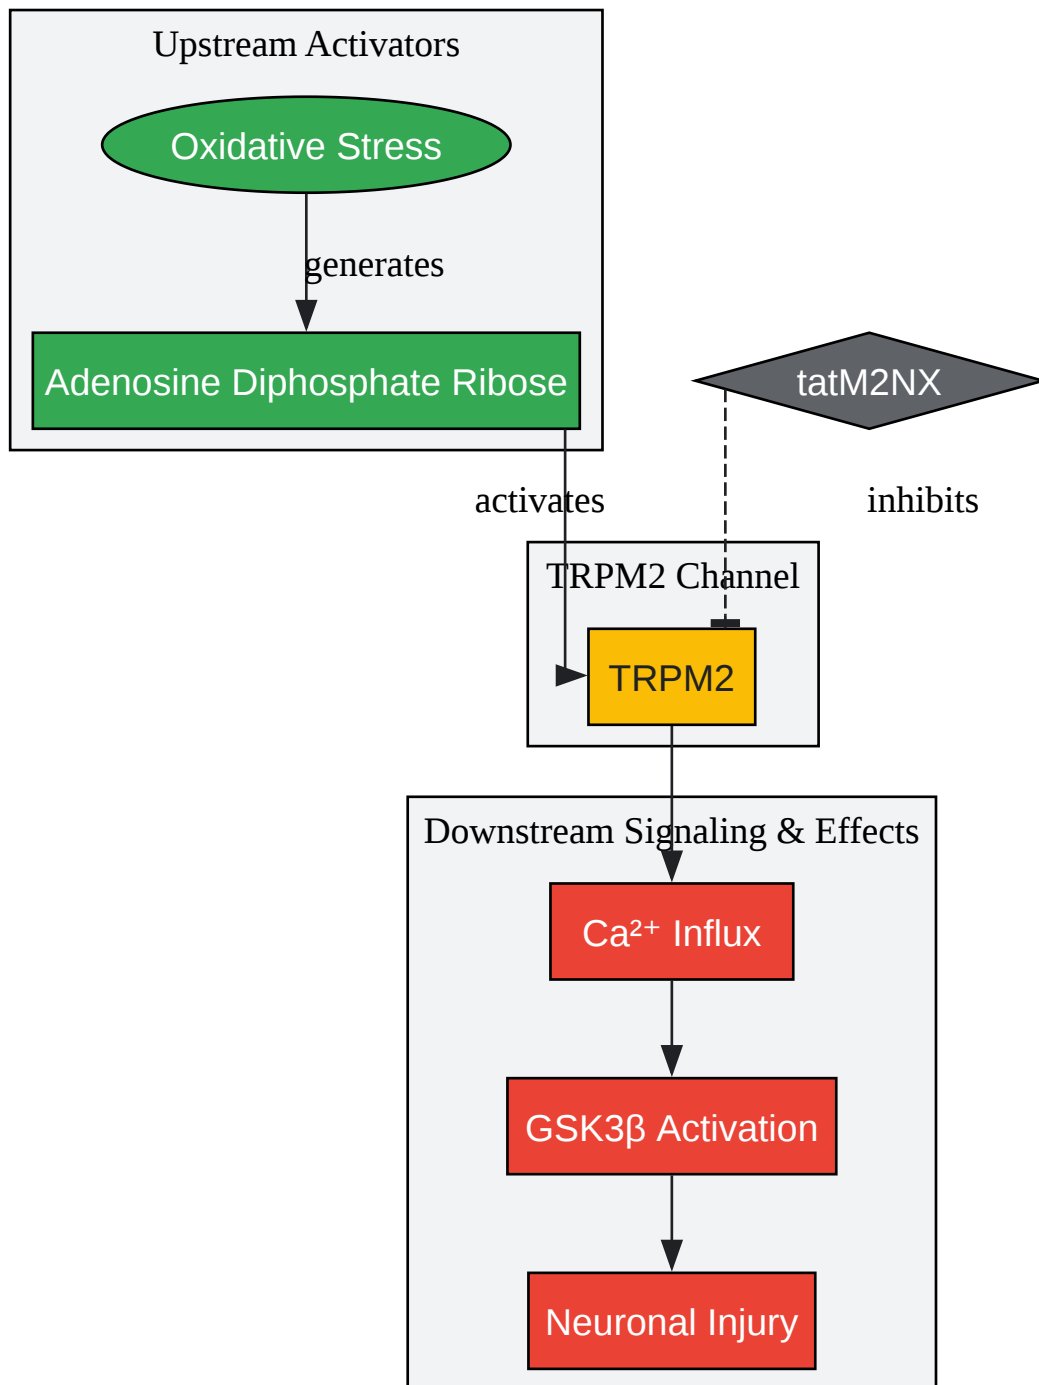 Upstream Activators
Oxidative Stress
generates
Adenosine Diphosphate Ribose
tatM2NX
activates
inhibits
TRPM2 Channel
TRPM2
Downstream Signaling & Effects
Ca²⁺ Influx
GSK3β Activation
Neuronal Injury